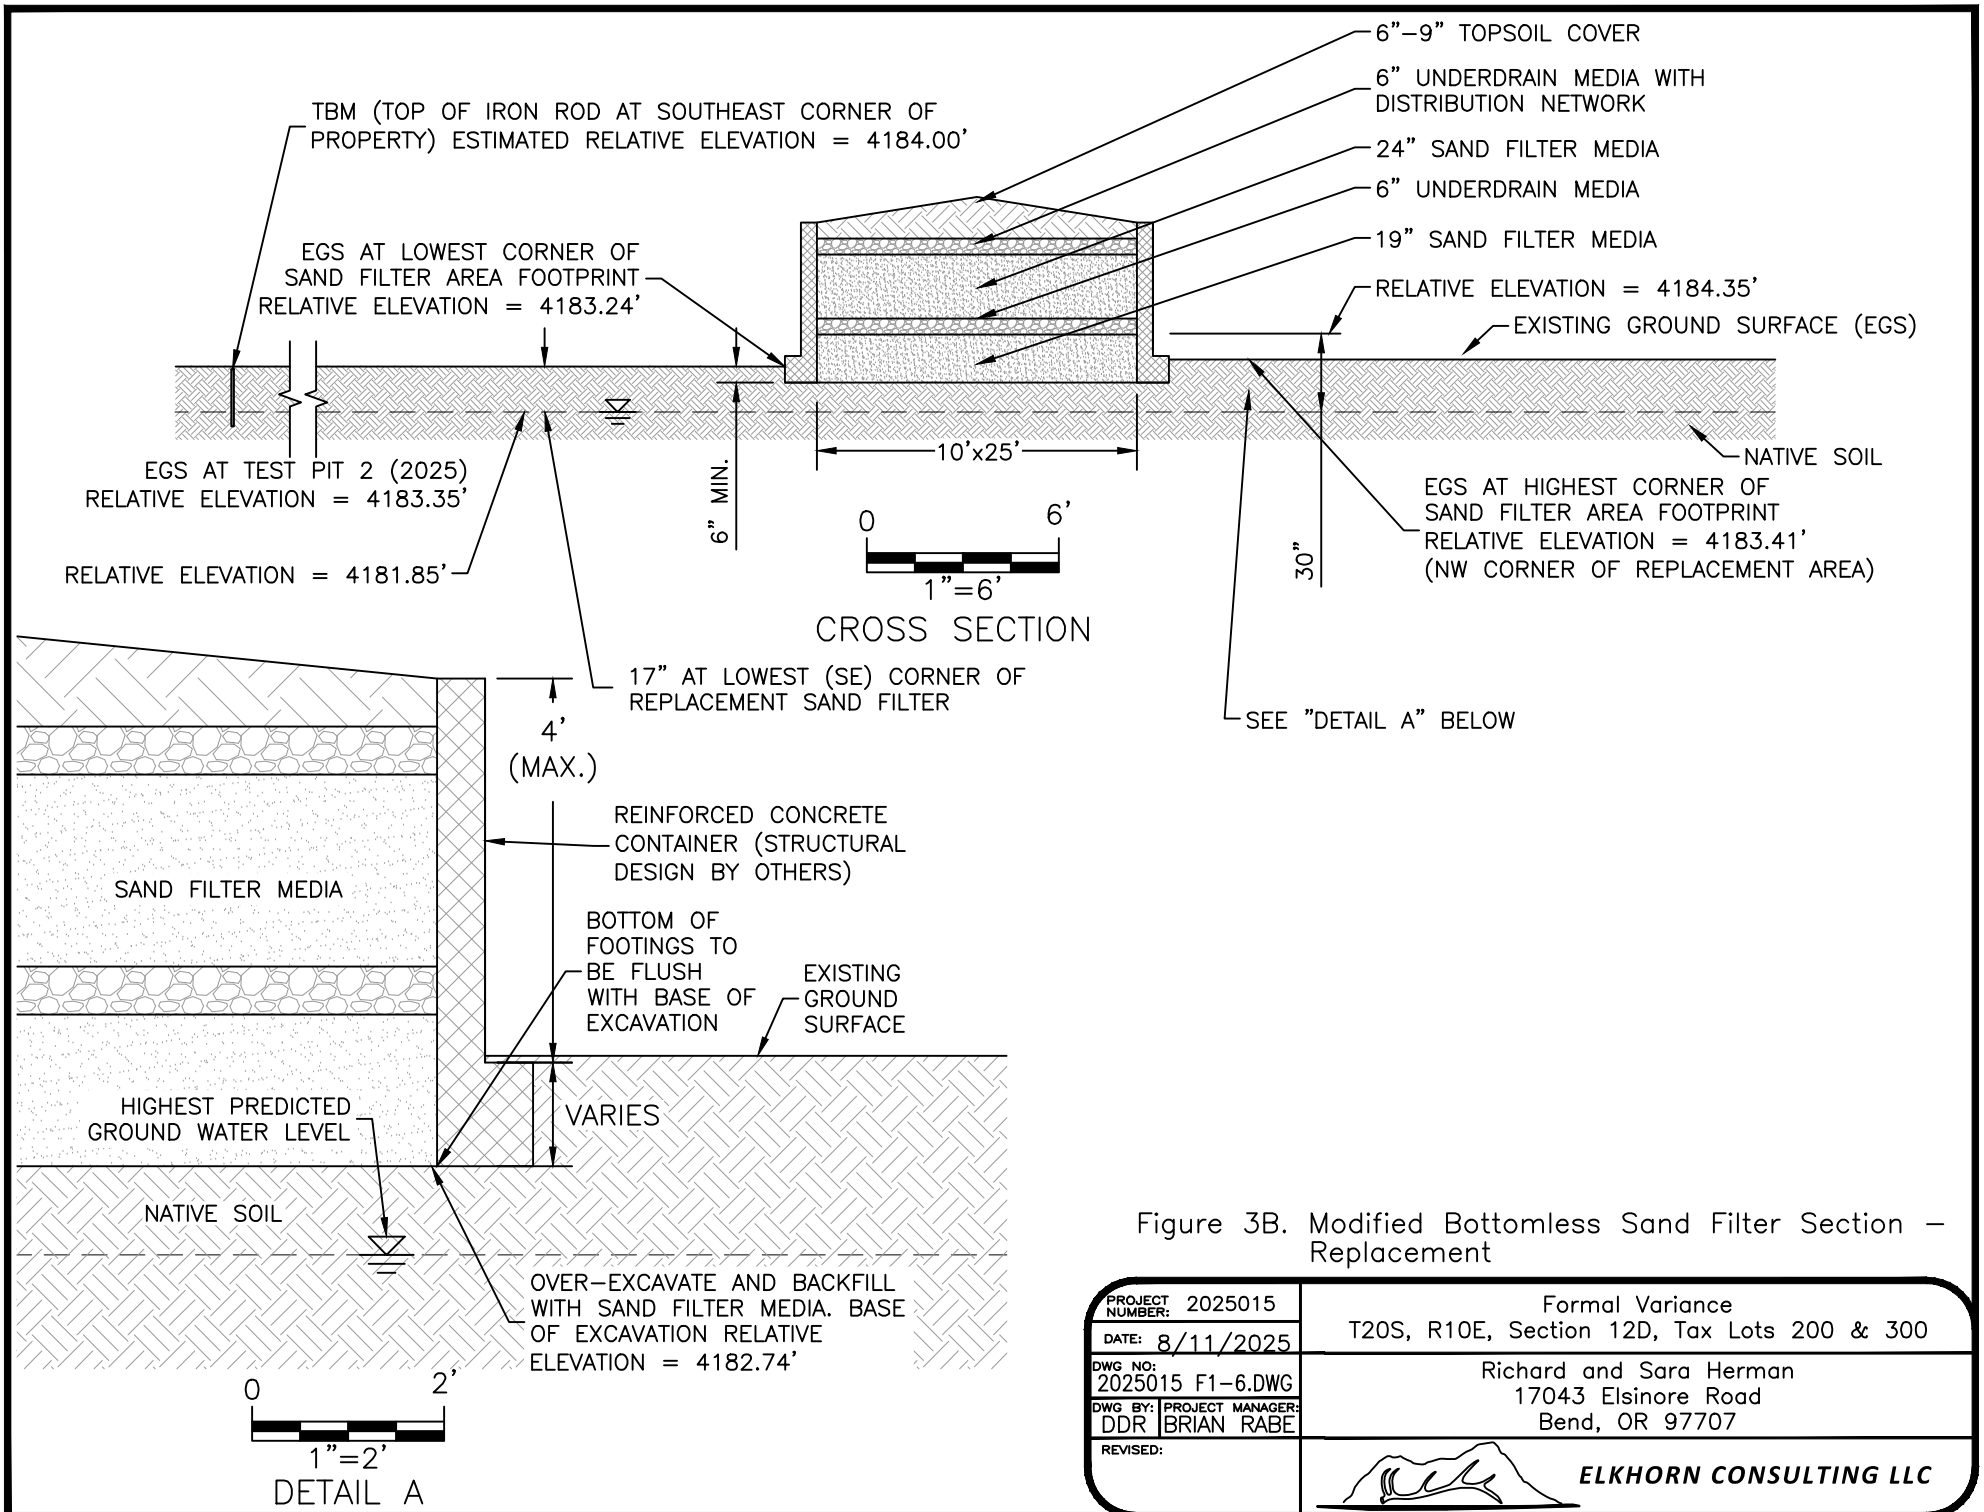 6"-9" TOPSOIL COVER
6" UNDERDRAIN MEDIA WITH
DISTRIBUTION NETWORK
24" SAND FILTER MEDIA
6" UNDERDRAIN MEDIA
19" SAND FILTER MEDIA
RELATIVE ELEVATION = 4184.35'
EXISTING GROUND SURFACE (EGS)
TBM (TOP OF IRON ROD AT SOUTHEAST CORNER OF
PROPERTY) ESTIMATED RELATIVE ELEVATION = 4184.00'
EGS AT LOWEST CORNER OF
SAND FILTER AREA FOOTPRINT
RELATIVE ELEVATION = 4183.24'
EGS AT TEST PIT 2 (2025)
RELATIVE ELEVATION = 4183.35'
RELATIVE ELEVATION = 4181.85'
6" MIN.
10'x25'
30"
NATIVE SOIL
EGS AT HIGHEST CORNER OF
SAND FILTER AREA FOOTPRINT
RELATIVE ELEVATION = 4183.41'
(NW CORNER OF REPLACEMENT AREA)
0 6'
1"=6'
CROSS SECTION
17" AT LOWEST (SE) CORNER OF
REPLACEMENT SAND FILTER
SEE "DETAIL A" BELOW
4'
(MAX.)
REINFORCED CONCRETE
CONTAINER (STRUCTURAL
DESIGN BY OTHERS)
SAND FILTER MEDIA
BOTTOM OF
FOOTINGS TO
BE FLUSH
WITH BASE OF
EXCAVATION
EXISTING
GROUND
SURFACE
VARIES
HIGHEST PREDICTED
GROUND WATER LEVEL
NATIVE SOIL
OVER-EXCAVATE AND BACKFILL
WITH SAND FILTER MEDIA. BASE
OF EXCAVATION RELATIVE
ELEVATION = 4182.74'
0 2'
1"=2'
DETAIL A
Figure 3B. Modified Bottomless Sand Filter Section –
Replacement
PROJECT
NUMBER: 2025015
DATE: 8/11/2025
DWG NO:
2025015 F1-6.DWG
DWG BY:
DDR
PROJECT MANAGER:
BRIAN RABE
REVISED:
Formal Variance
T20S, R10E, Section 12D, Tax Lots 200 & 300
Richard and Sara Herman
17043 Elsinore Road
Bend, OR 97707
ELKHORN CONSULTING LLC